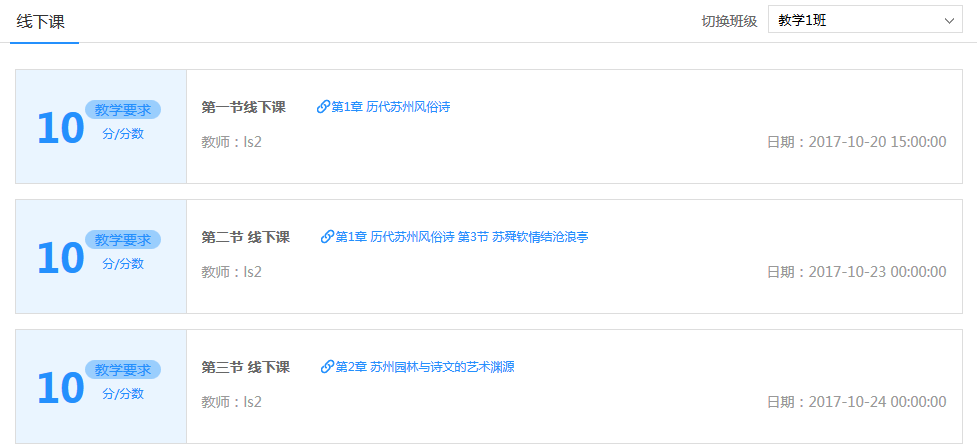 线下课
切换班级 教学1班
10 教学要求
分/分数
第一节线下课 第1章 历代苏州风俗诗
教师：ls2 日期：2017-10-20 15:00:00
10 教学要求
分/分数
第二节 线下课 第1章 历代苏州风俗诗 第3节 苏舜钦情结沧浪亭
教师：ls2 日期：2017-10-23 00:00:00
10 教学要求
分/分数
第三节 线下课 第2章 苏州园林与诗文的艺术渊源
教师：ls2 日期：2017-10-24 00:00:00